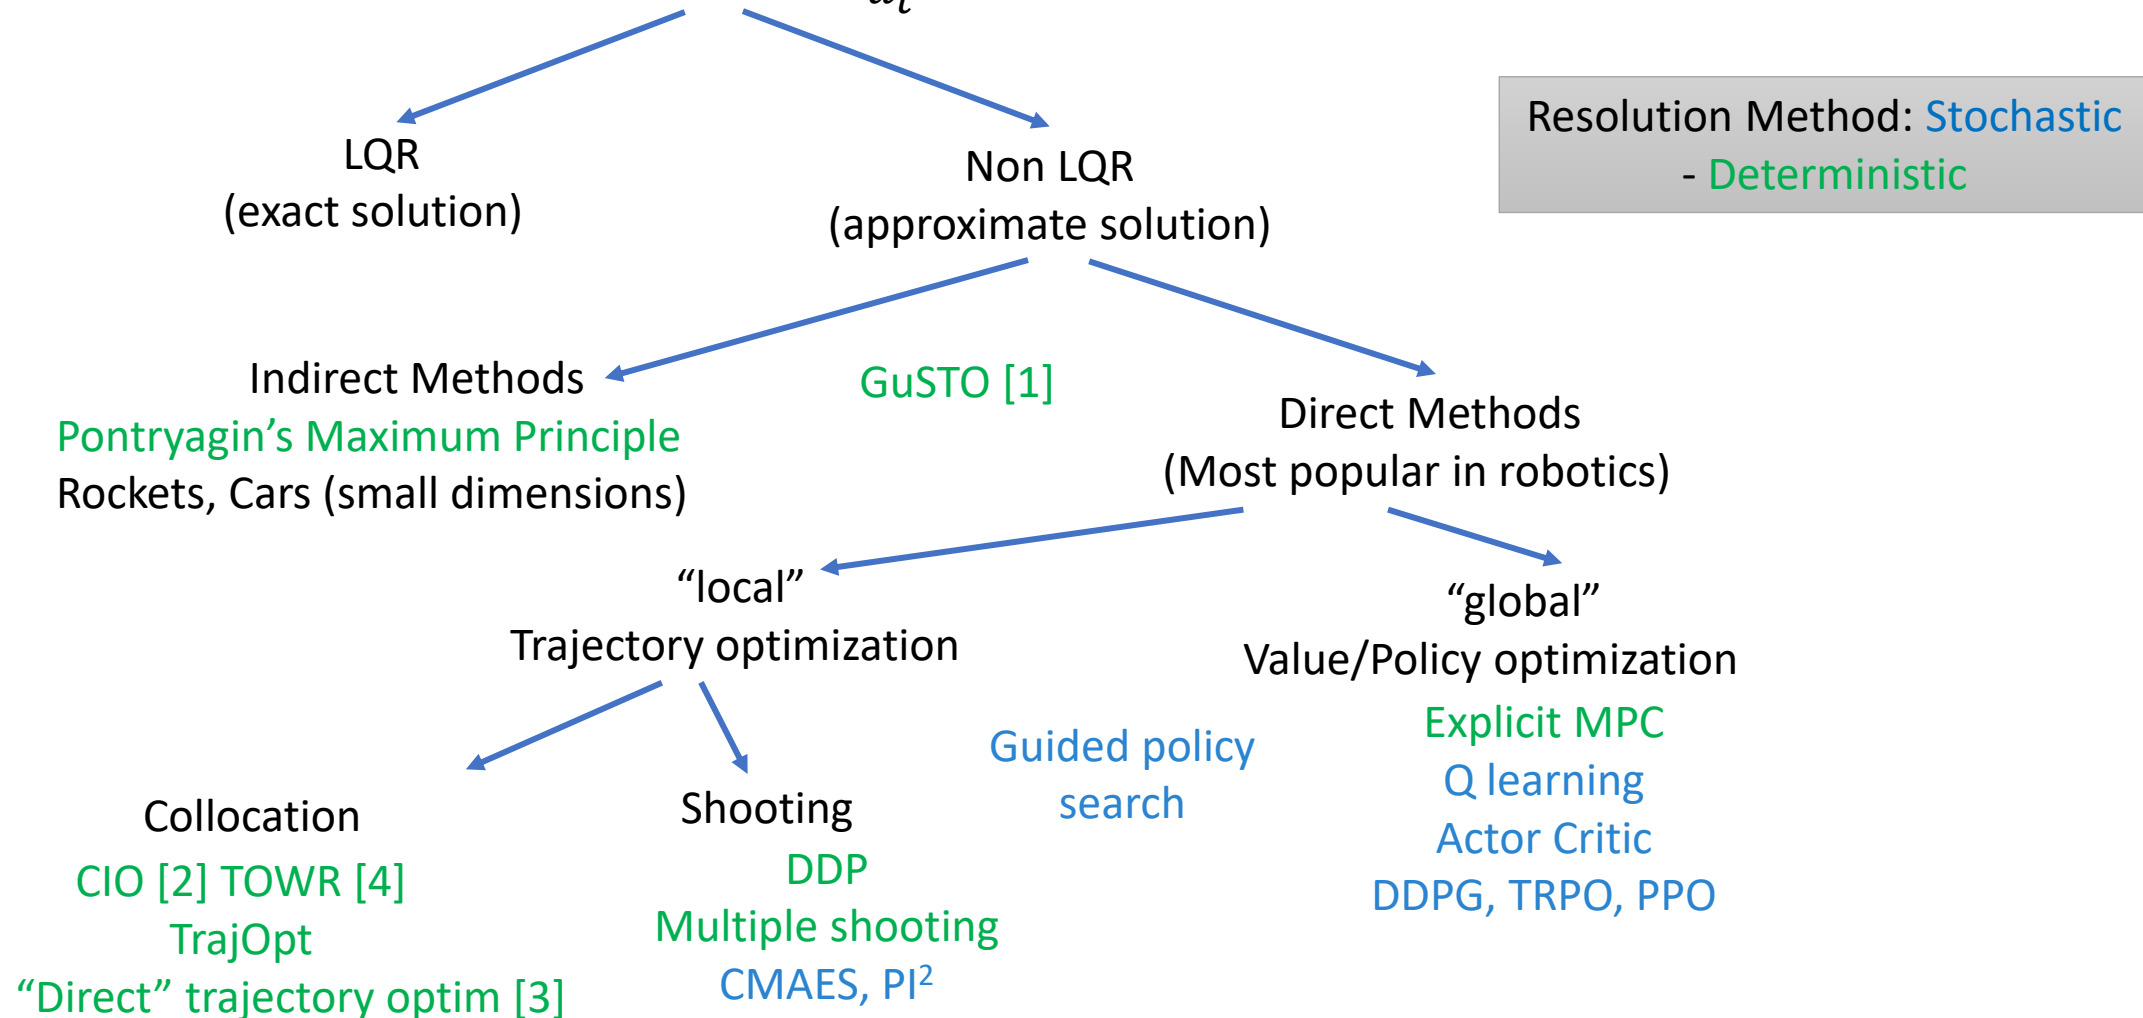 LQR
(exact solution)
Non LQR
(approximate solution)
Resolution Method: Stochastic
- Deterministic
Indirect Methods
Pontryagin’s Maximum Principle
Rockets, Cars (small dimensions)
GuSTO [1]
Direct Methods
(Most popular in robotics)
“local”
Trajectory optimization
“global”
Value/Policy optimization
Explicit MPC
Q learning
Actor Critic
DDPG, TRPO, PPO
Guided policy
search
Collocation
CIO [2] TOWR [4]
TrajOpt
“Direct” trajectory optim [3]
Shooting
DDP
Multiple shooting
CMAES, PI²